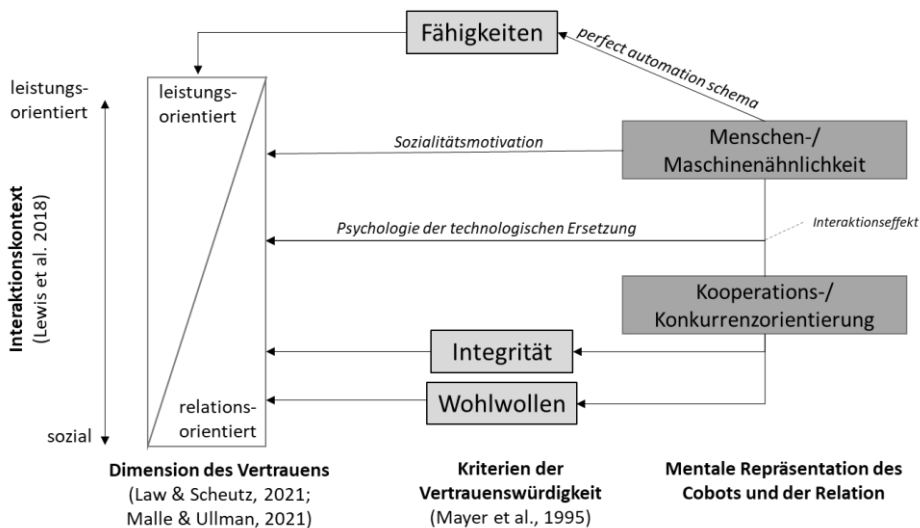 Fähigkeiten
perfect automation schema
leistungs-
orientiert
leistungs-
orientiert
Sozialitätsmotivation
Menschen-/
Maschinenähnlichkeit
Interaktionskontext
(Lewis et al. 2018)
Psychologie der technologischen Ersetzung
Interaktionseffekt
Kooperations-/
Konkurrenzorientierung
Integrität
Wohlwollen
relations-
orientiert
sozial
Dimension des Vertrauens
(Law & Scheutz, 2021;
Malle & Ullman, 2021)
Kriterien der
Vertrauenswürdigkeit
(Mayer et al., 1995)
Mentale Repräsentation des
Cobots und der Relation